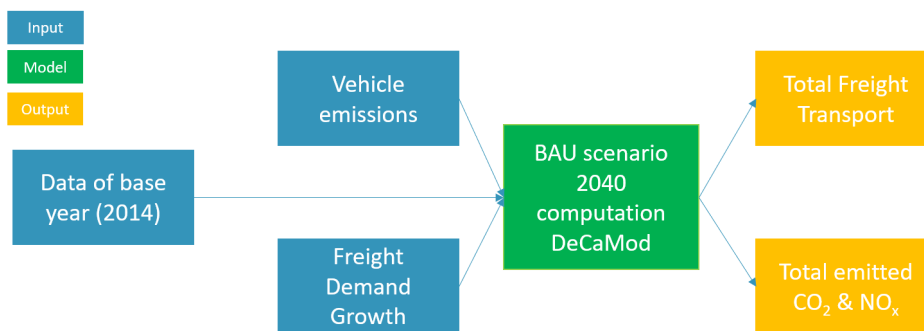 Input
Model
Output
Vehicle
emissions
Total Freight
Transport
Data of base
year (2014)
BAU scenario
2040
computation
DeCaMod
Freight
Demand
Growth
Total emitted
CO₂ & NOₓ